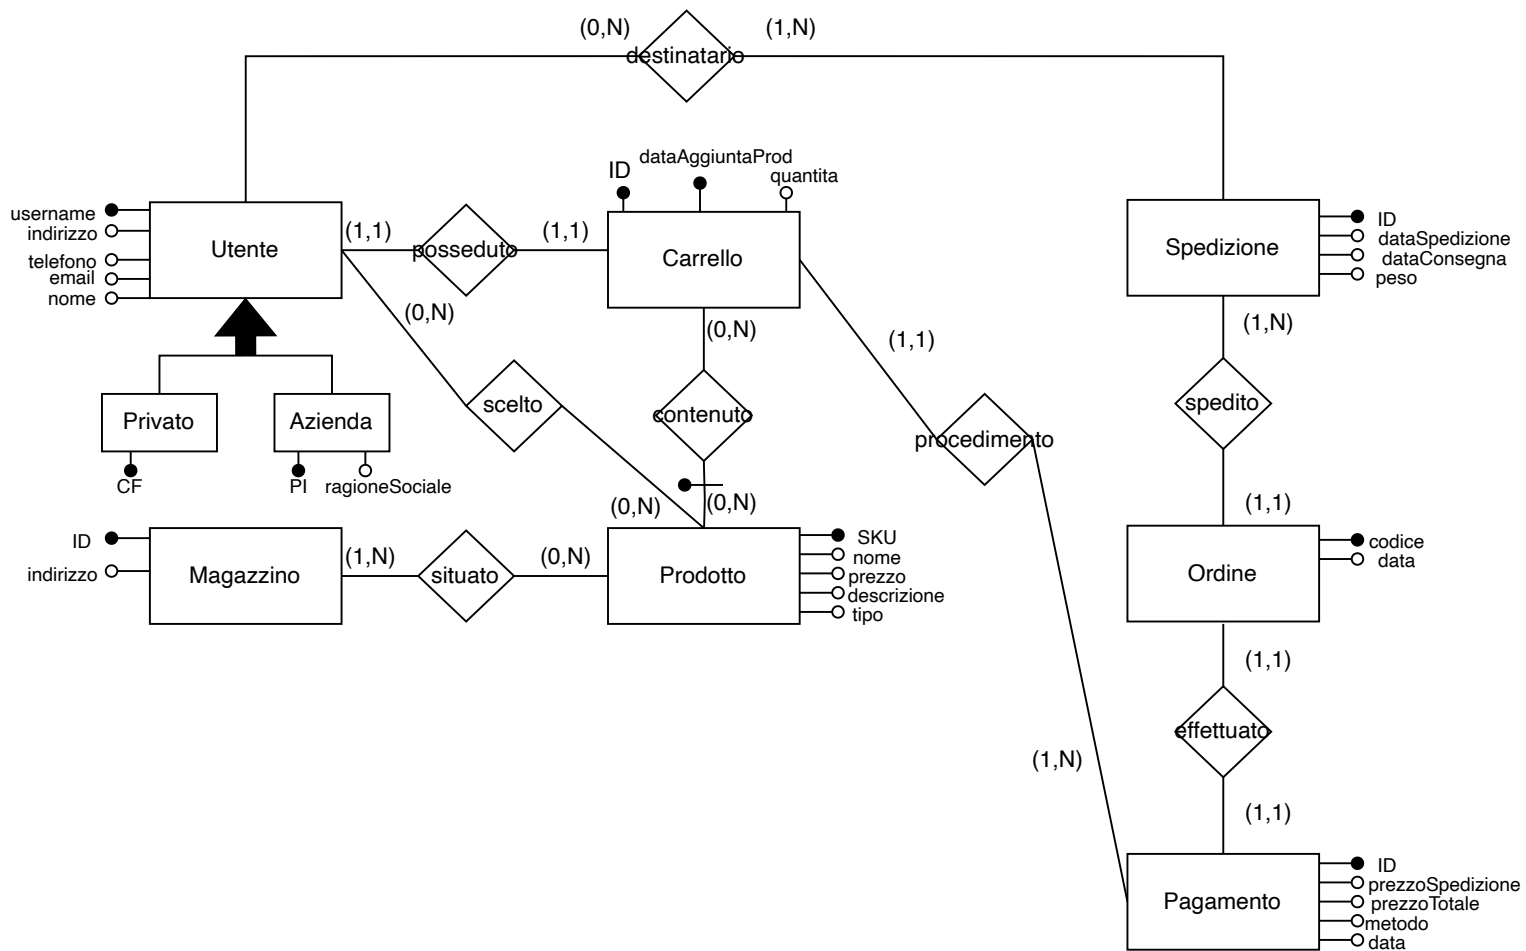 (0,N)
(1,N)
destinatario
ID
dataAggiuntaProd
quantita
username
indirizzo
telefono
email
nome
Utente
(1,1)
posseduto
(1,1)
Carrello
Spedizione
ID
dataSpedizione
dataConsegna
peso
(0,N)
(0,N)
(1,1)
(1,N)
Privato
Azienda
scelto
contenuto
procedimento
spedito
CF
PI
ragioneSociale
(0,N)
(0,N)
(1,1)
ID
indirizzo
Magazzino
(1,N)
situato
(0,N)
Prodotto
SKU
nome
prezzo
descrizione
tipo
Ordine
codice
data
(1,1)
effettuato
(1,N)
(1,1)
Pagamento
ID
prezzoSpedizione
prezzoTotale
metodo
data